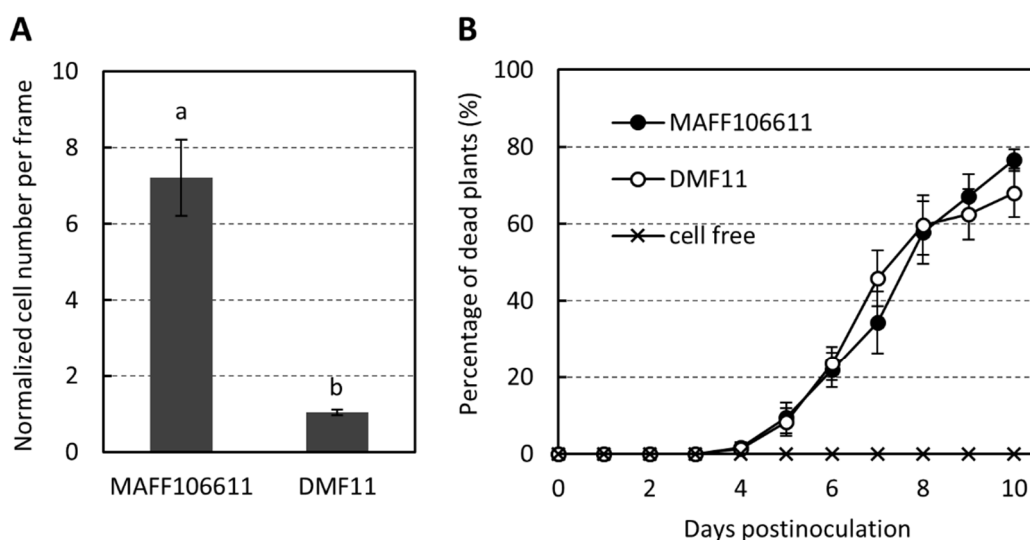 A
Normalized cell number per frame
10
8
6
4
2
0
a
b
MAFF106611 DMF11
B
Percentage of dead plants (%)
100
80
60
40
20
0
MAFF106611
DMF11
cell free
0 2 4 6 8 10
Days postinoculation